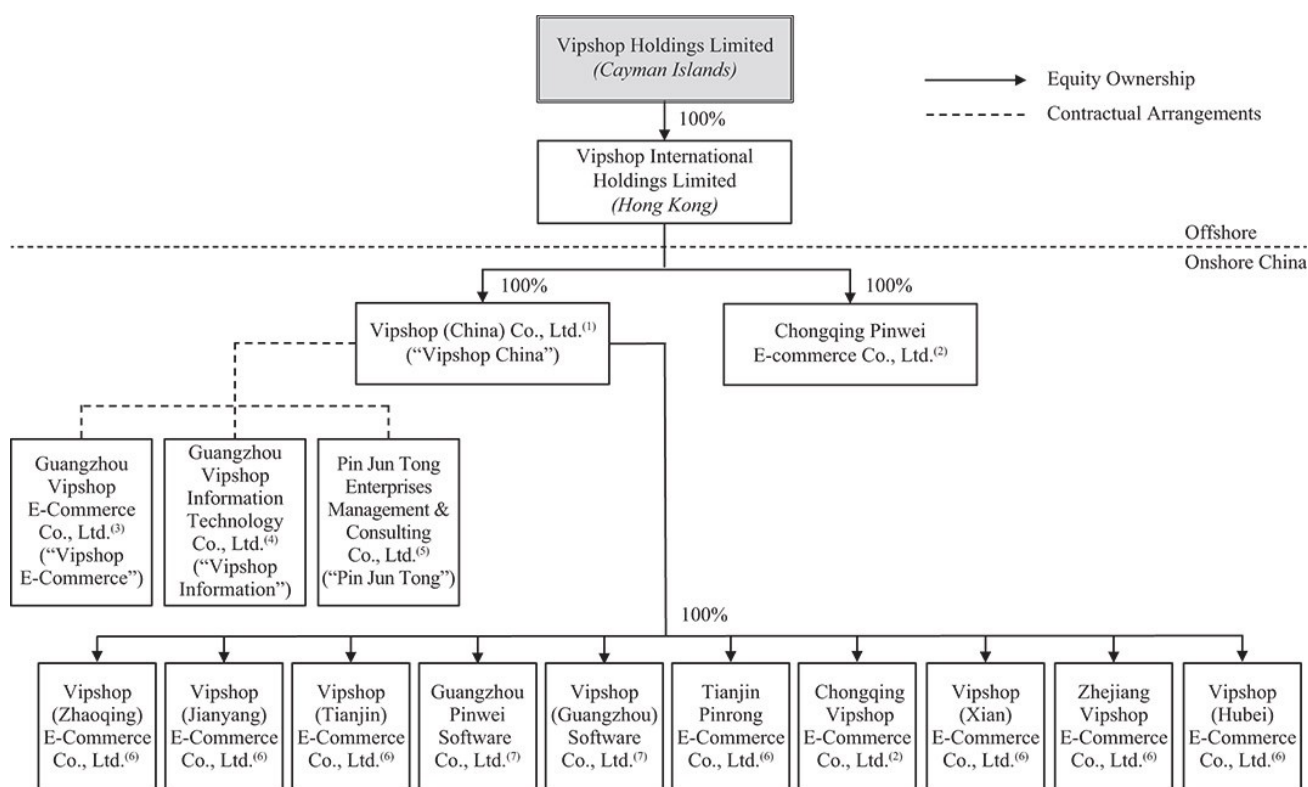 Vipshop Holdings Limited
(Cayman Islands)
Equity Ownership
Contractual Arrangements
100%
Vipshop International
Holdings Limited
(Hong Kong)
Offshore
Onshore China
100%
100%
Vipshop (China) Co., Ltd.(1)
(“Vipshop China”)
Chongqing Pinwei
E-commerce Co., Ltd.(2)
Guangzhou
Vipshop
E-Commerce
Co., Ltd.(3)
(“Vipshop
E-Commerce”)
Guangzhou
Vipshop
Information
Technology
Co., Ltd.(4)
(“Vipshop
Information”)
Pin Jun Tong
Enterprises
Management &
Consulting
Co., Ltd.(5)
(“Pin Jun Tong”)
100%
Vipshop
(Zhaoqing)
E-Commerce
Co., Ltd.(6)
Vipshop
(Jianyang)
E-Commerce
Co., Ltd.(6)
Vipshop
(Tianjin)
E-Commerce
Co., Ltd.(6)
Guangzhou
Pinwei
Software
Co., Ltd.(7)
Vipshop
(Guangzhou)
Software
Co., Ltd.(7)
Tianjin
Pinrong
E-Commerce
Co., Ltd.(6)
Chongqing
Vipshop
E-Commerce
Co., Ltd.(2)
Vipshop
(Xian)
E-Commerce
Co., Ltd.(6)
Zhejiang
Vipshop
E-Commerce
Co., Ltd.(6)
Vipshop
(Hubei)
E-Commerce
Co., Ltd.(6)